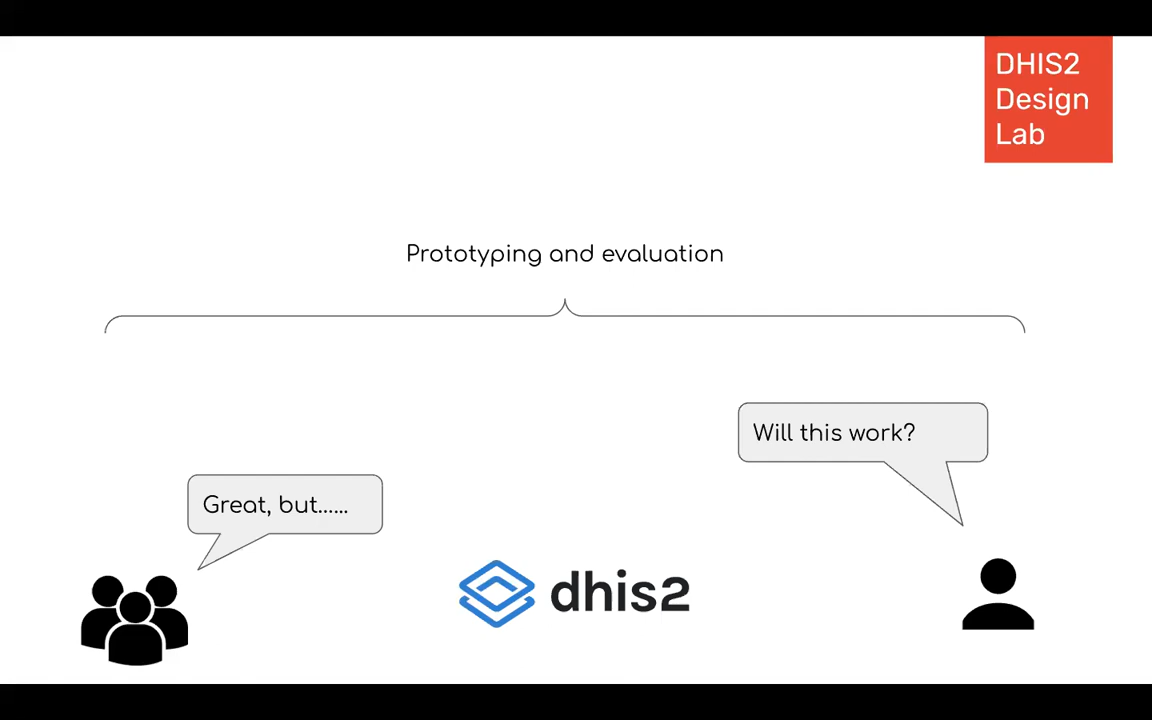 DHIS2
Design
Lab
Prototyping and evaluation
Will this work?
Great, but......
dhis2